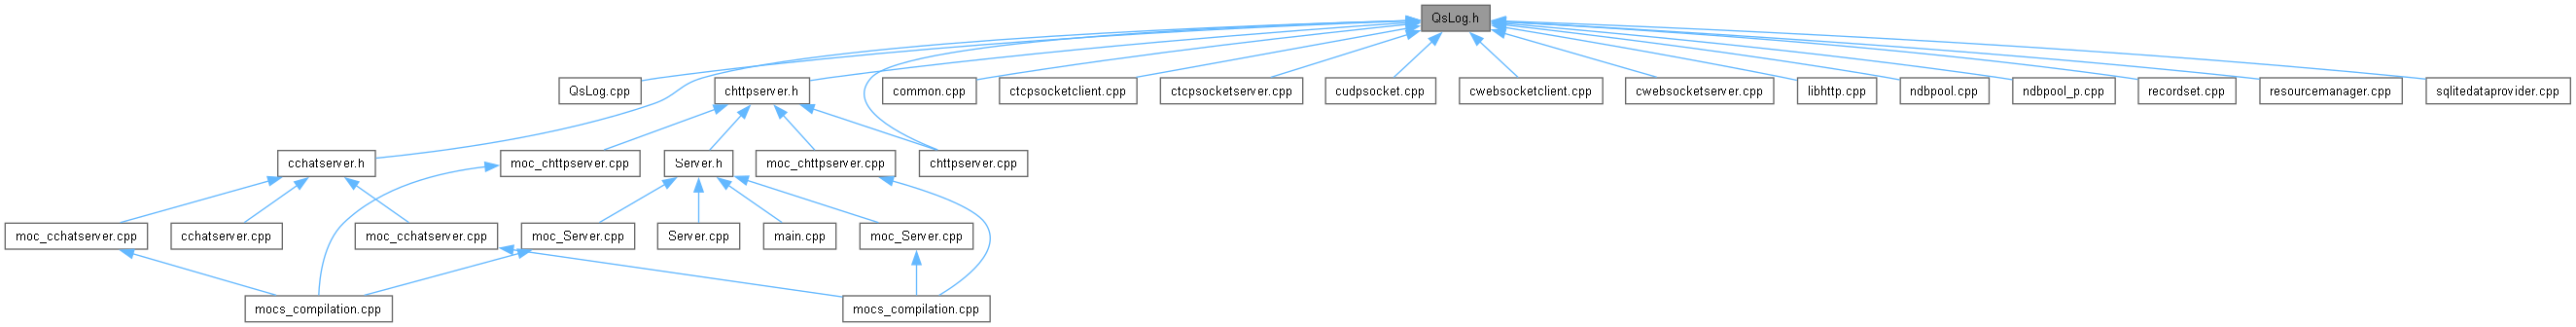 QsLog.h
QsLog.cpp
chttpserver.h
common.cpp
ctcpsocketclient.cpp
ctcpsocketserver.cpp
cudpsocket.cpp
cwebsocketclient.cpp
cwebsocketserver.cpp
libhttp.cpp
ndbpool.cpp
ndbpool_p.cpp
recordset.cpp
resourcemanager.cpp
sqlitedataprovider.cpp
cchatserver.h
moc_chttpserver.cpp
Server.h
moc_chttpserver.cpp
chttpserver.cpp
moc_cchatserver.cpp
cchatserver.cpp
moc_cchatserver.cpp
moc_Server.cpp
Server.cpp
main.cpp
moc_Server.cpp
mocs_compilation.cpp
mocs_compilation.cpp